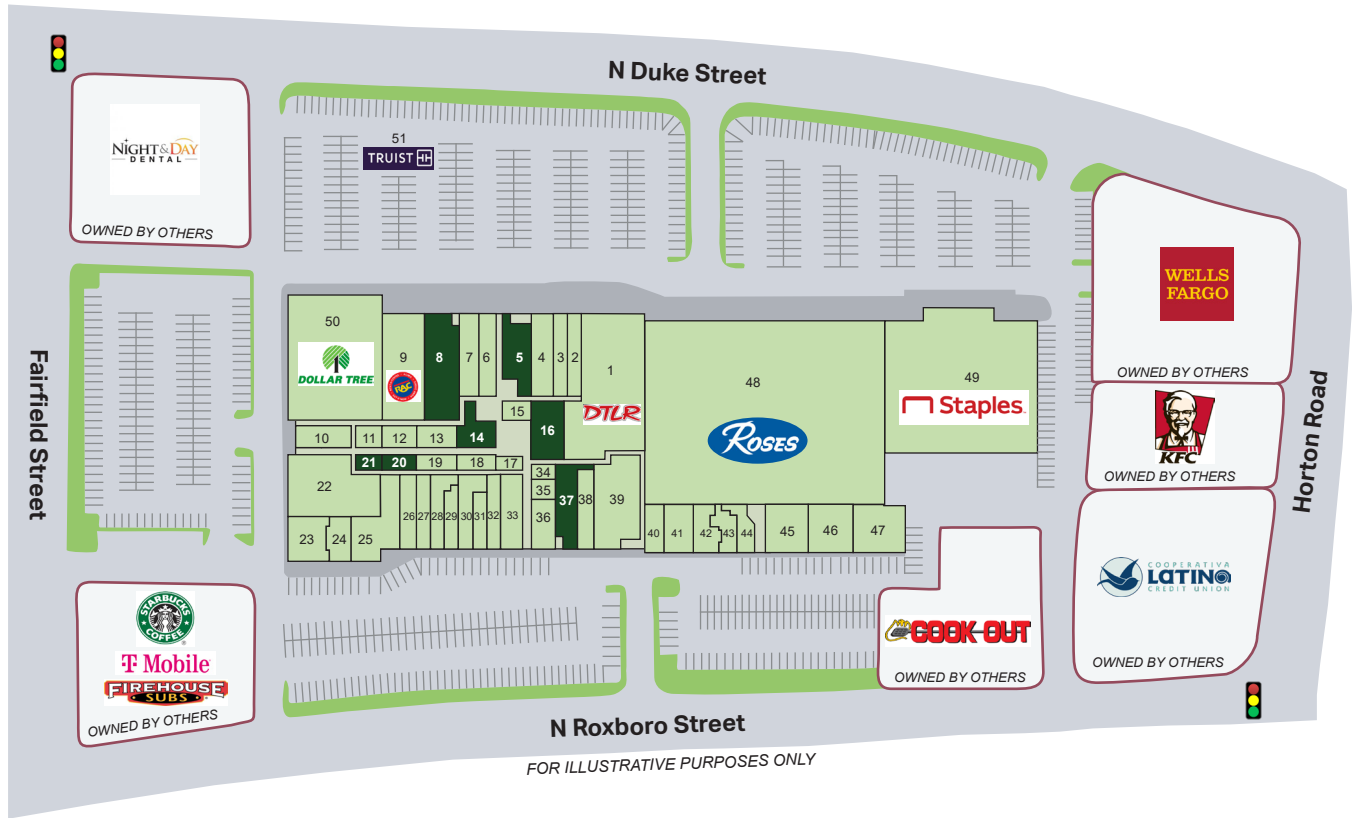 N Duke Street
NIGHT & DAY
DENTAL
OWNED BY OTHERS
51
TRUIST
WELLS
FARGO
OWNED BY OTHERS
KFC
OWNED BY OTHERS
COOPERATIVA
LATINO
CREDIT UNION
OWNED BY OTHERS
Fairfield Street
Horton Road
50
DOLLAR TREE
9
RAC
8
7
6
5
4
3
2
1
DTLR
48
ROSES
49
Staples
10
11
12
13
14
15
16
21
20
19
18
17
22
23
24
25
26
27
28
29
30
31
32
33
34
35
36
37
38
39
40
41
42
43
44
45
46
47
STARBUCKS
COFFEE
T Mobile
FIREHOUSE
SUBS
OWNED BY OTHERS
COOK OUT
OWNED BY OTHERS
N Roxboro Street
FOR ILLUSTRATIVE PURPOSES ONLY